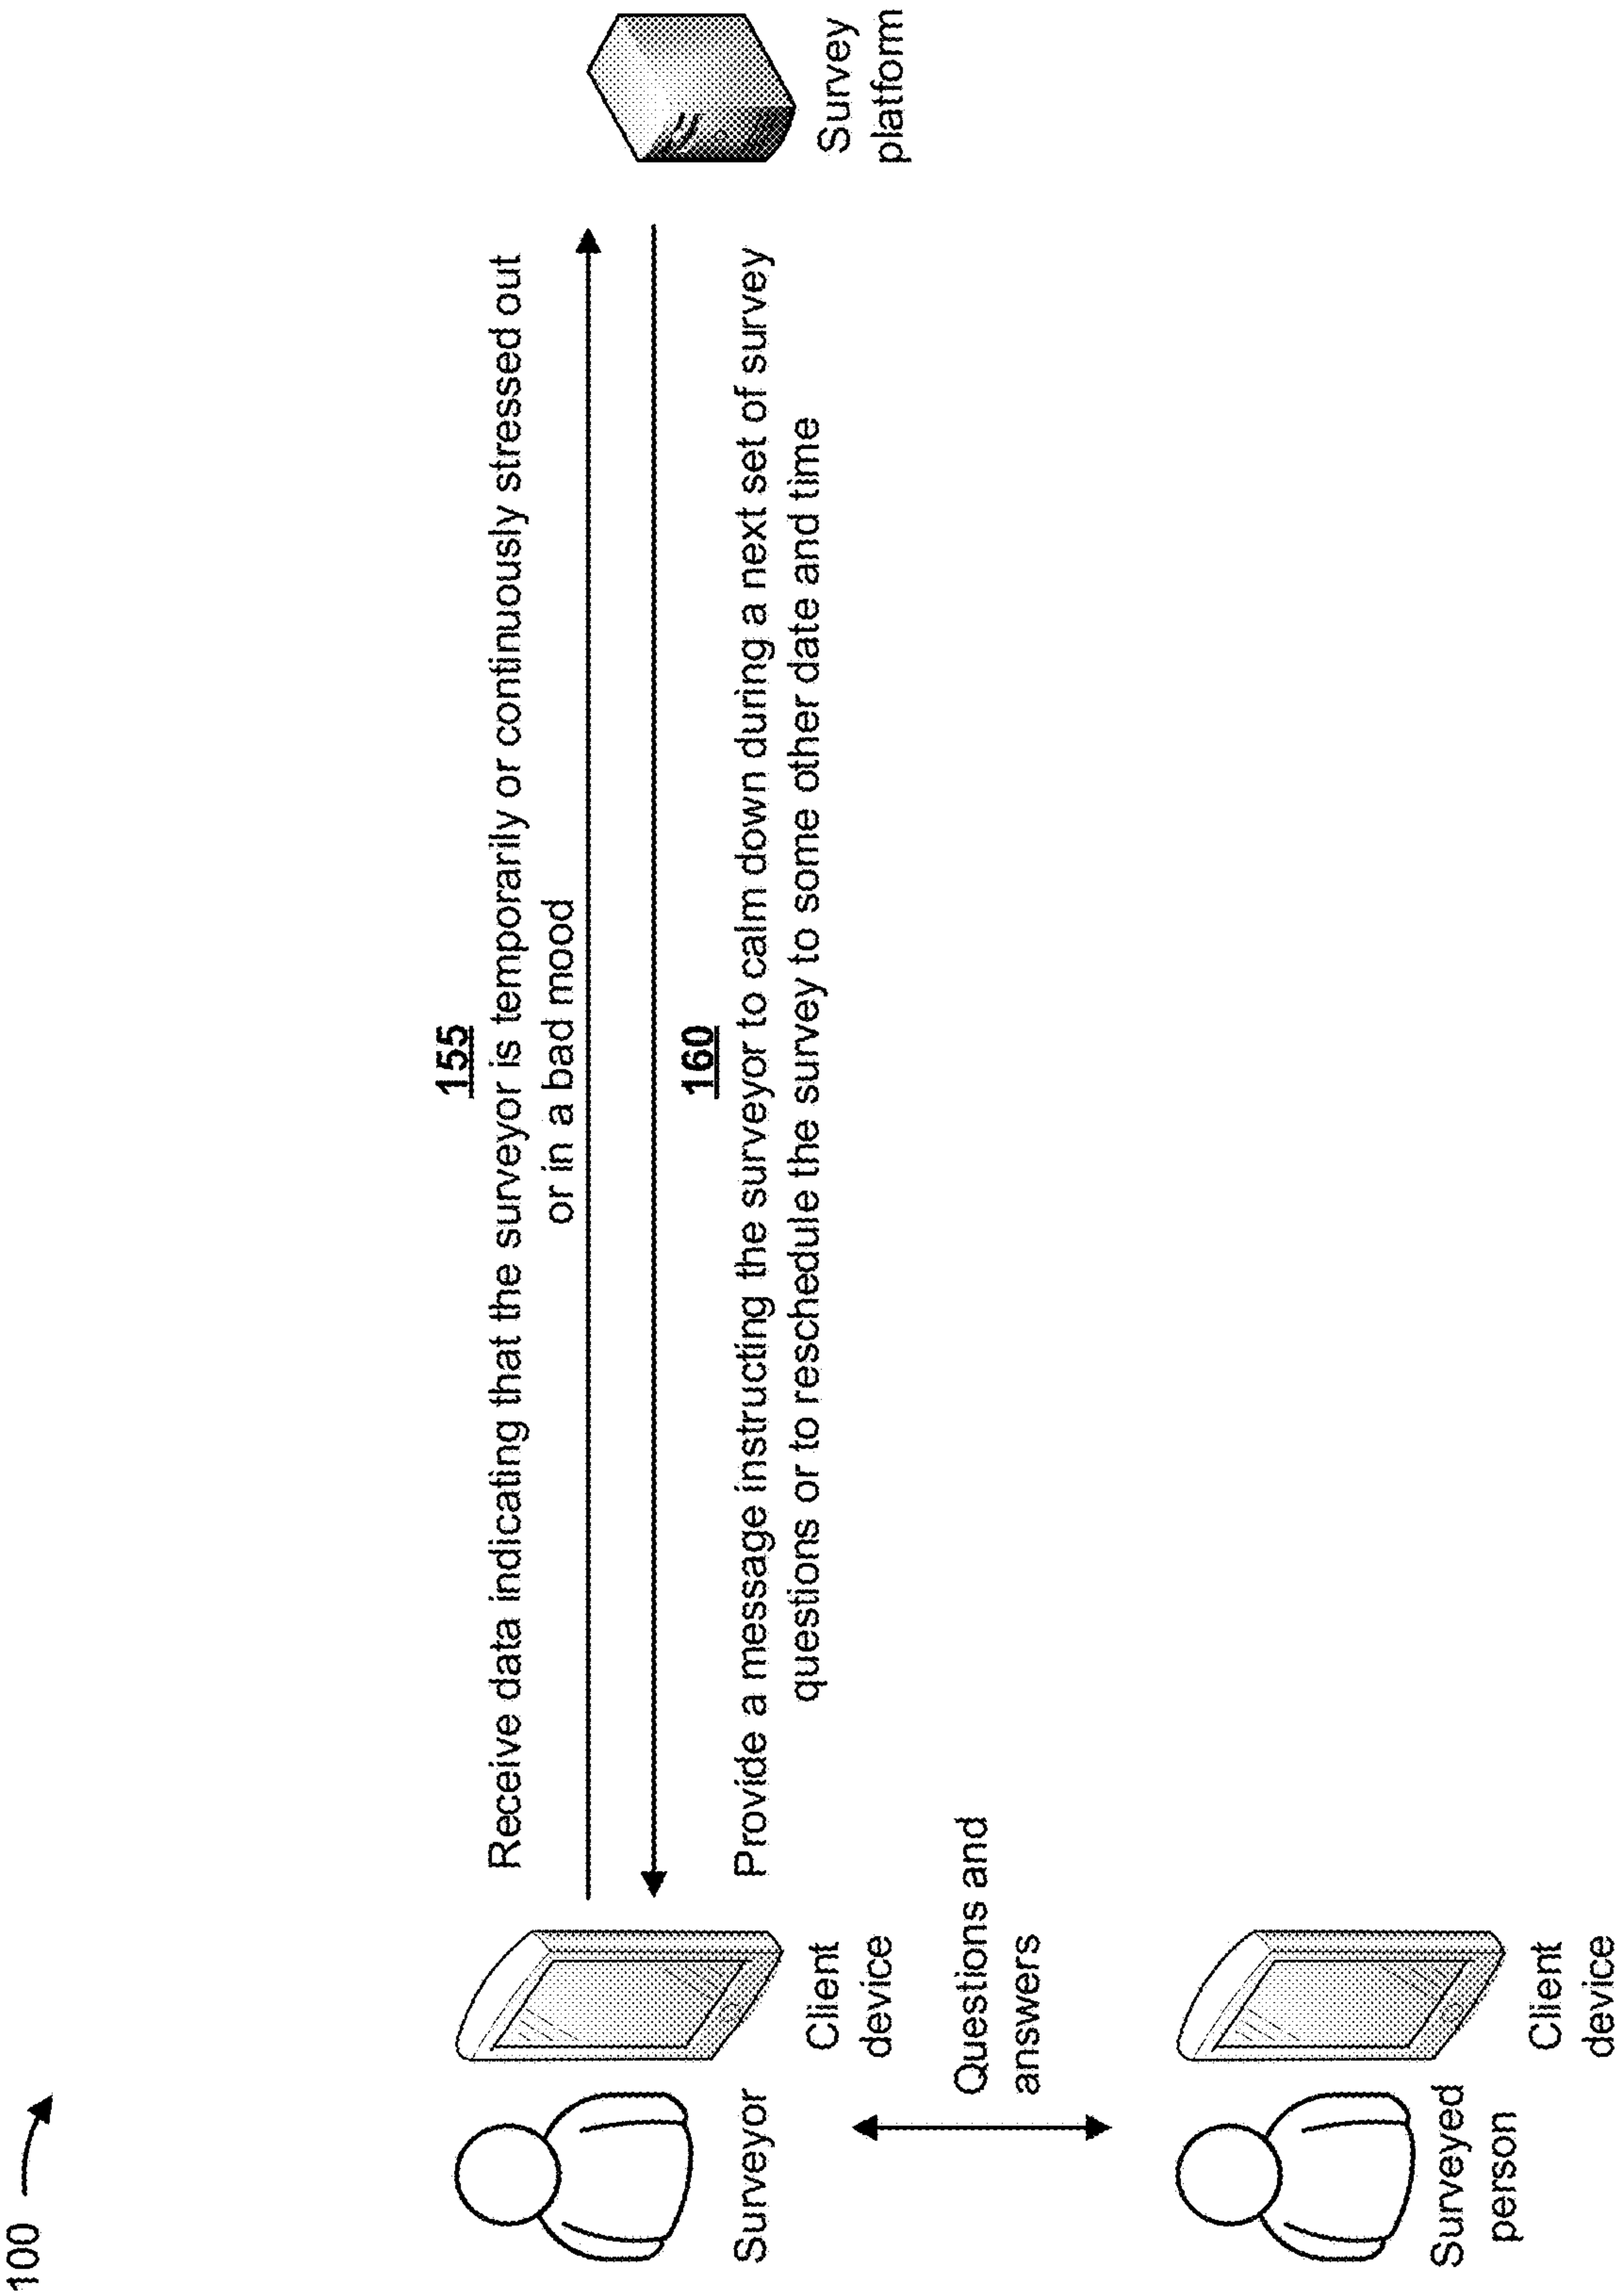 100
155
Receive data indicating that the surveyor is temporarily or continuously stressed out
or in a bad mood
160
Provide a message instructing the surveyor to calm down during a next set of survey
questions or to reschedule the survey to some other date and time
Surveyor
Client
device
Survey
platform
Questions and
answers
Surveyed
person
Client
device